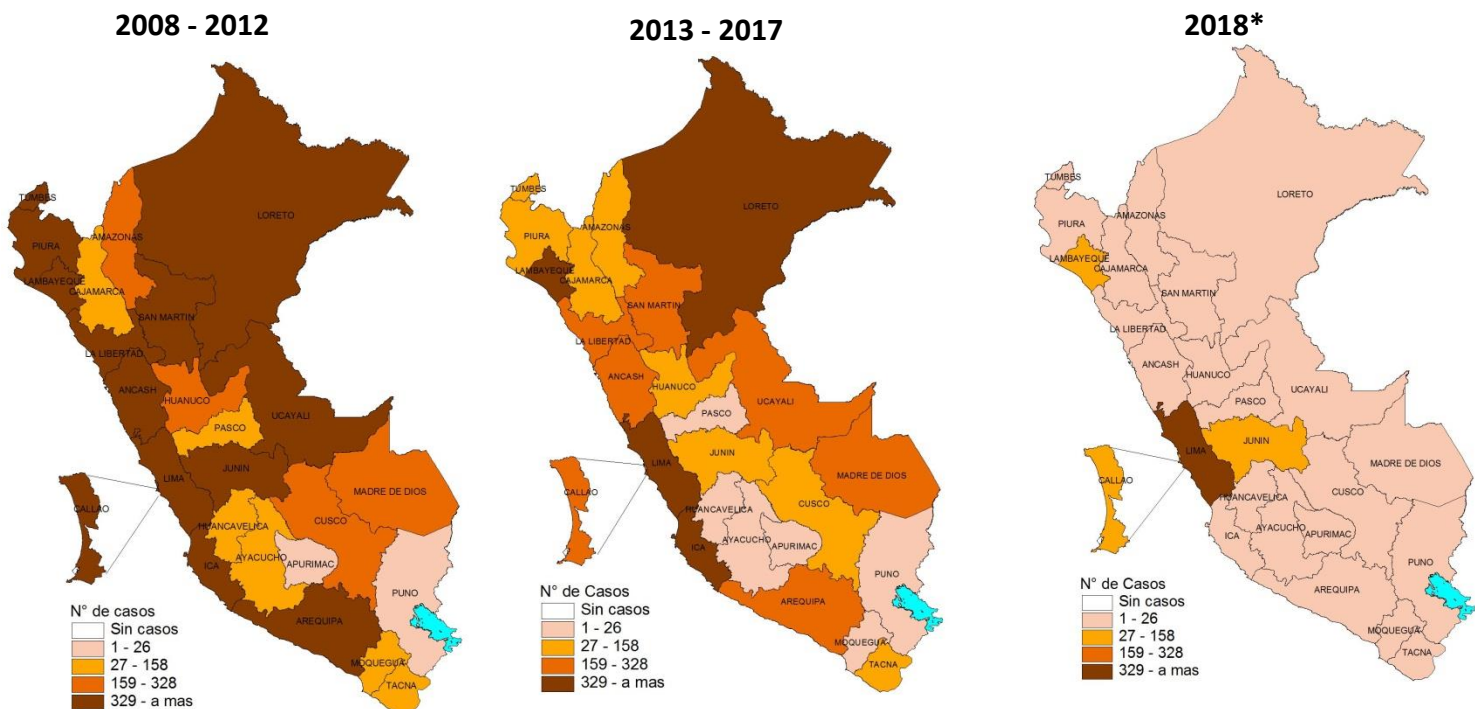 2008 - 2012
TUMBES
LORETO
PIURA
AMAZONAS
LAMBAYEQUE
CAJAMARCA
SAN MARTIN
LA LIBERTAD
ANCASH
HUANUCO
UCAYALI
PASCO
JUNIN
LIMA
MADRE DE DIOS
CALLAO
CUSCO
HUANCAVELICA
AYACUCHO
APURIMAC
ICA
PUNO
AREQUIPA
MOQUEGUA
TACNA
N° de casos
Sin casos
1 - 26
27 - 158
159 - 328
329 - a mas
2013 - 2017
TUMBES
LORETO
PIURA
AMAZONAS
LAMBAYEQUE
CAJAMARCA
SAN MARTIN
LA LIBERTAD
ANCASH
HUANUCO
UCAYALI
PASCO
LIMA
JUNIN
MADRE DE DIOS
CALLAO
CUSCO
HUANCAVELICA
AYACUCHO
APURIMAC
ICA
PUNO
AREQUIPA
MOQUEGUA
TACNA
N° de Casos
Sin casos
1 - 26
27 - 158
159 - 328
329 - a mas
2018*
TUMBES
LORETO
PIURA
AMAZONAS
LAMBAYEQUE
CAJAMARCA
SAN MARTIN
LA LIBERTAD
ANCASH
HUANUCO
UCAYALI
PASCO
JUNIN
LIMA
MADRE DE DIOS
CALLAO
CUSCO
HUANCAVELICA
AYACUCHO
APURIMAC
ICA
PUNO
AREQUIPA
MOQUEGUA
TACNA
N° de Casos
Sin casos
1 - 26
27 - 158
159 - 328
329 - a mas